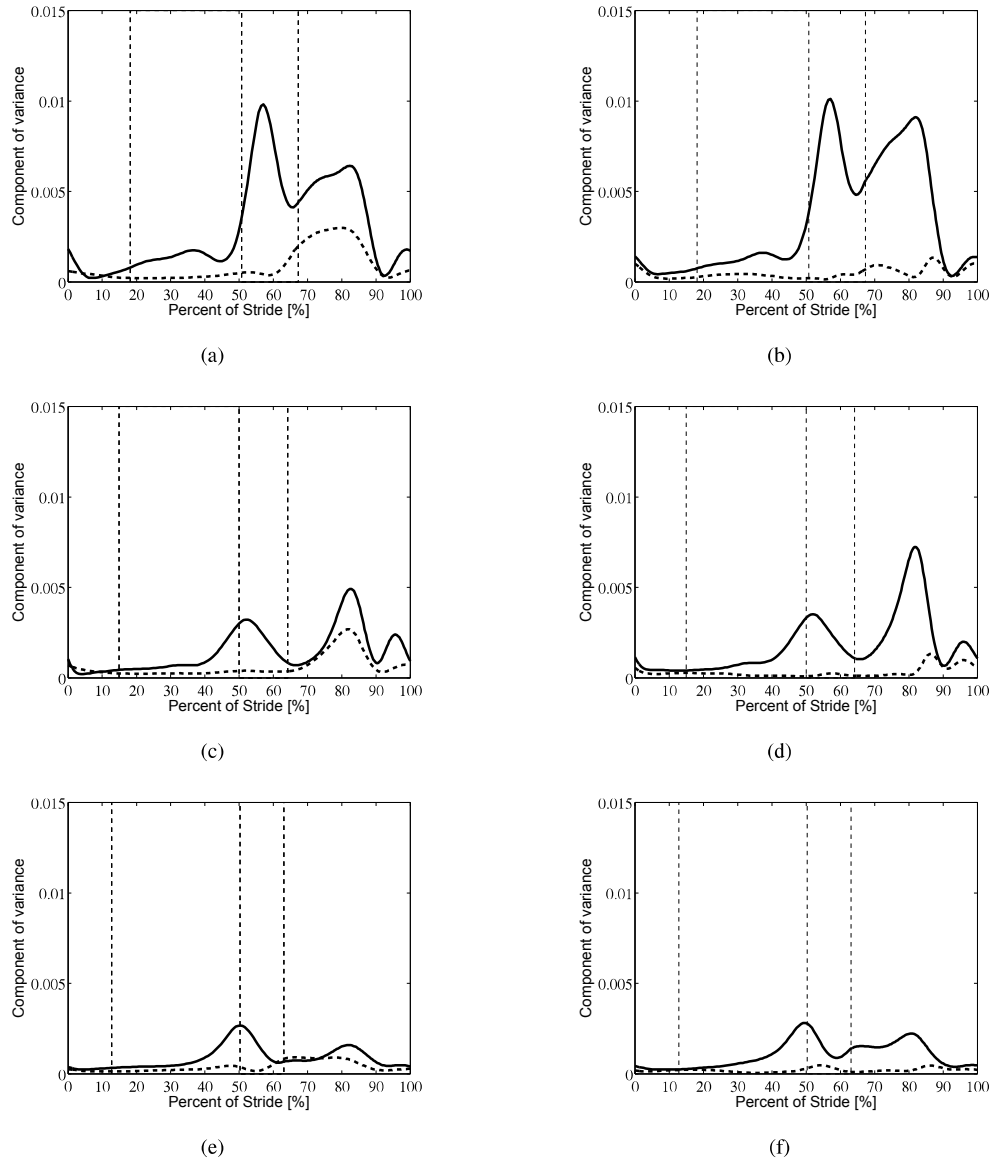 0.015 0.015
0.01 0.01
0.005 0.005
0 0
Component of variance Component of variance
0 10 20 30 40 50 60 70 80 90 100 0 10 20 30 40 50 60 70 80 90 100
Percent of Stride [%] Percent of Stride [%]
(a) (b)
0.015 0.015
0.01 0.01
0.005 0.005
0 0
Component of variance Component of variance
0 10 20 30 40 50 60 70 80 90 100 0 10 20 30 40 50 60 70 80 90 100
Percent of Stride [%] Percent of Stride [%]
(c) (d)
0.015 0.015
0.01 0.01
0.005 0.005
0 0
Component of variance Component of variance
0 10 20 30 40 50 60 70 80 90 100 0 10 20 30 40 50 60 70 80 90 100
Percent of Stride [%] Percent of Stride [%]
(e) (f)